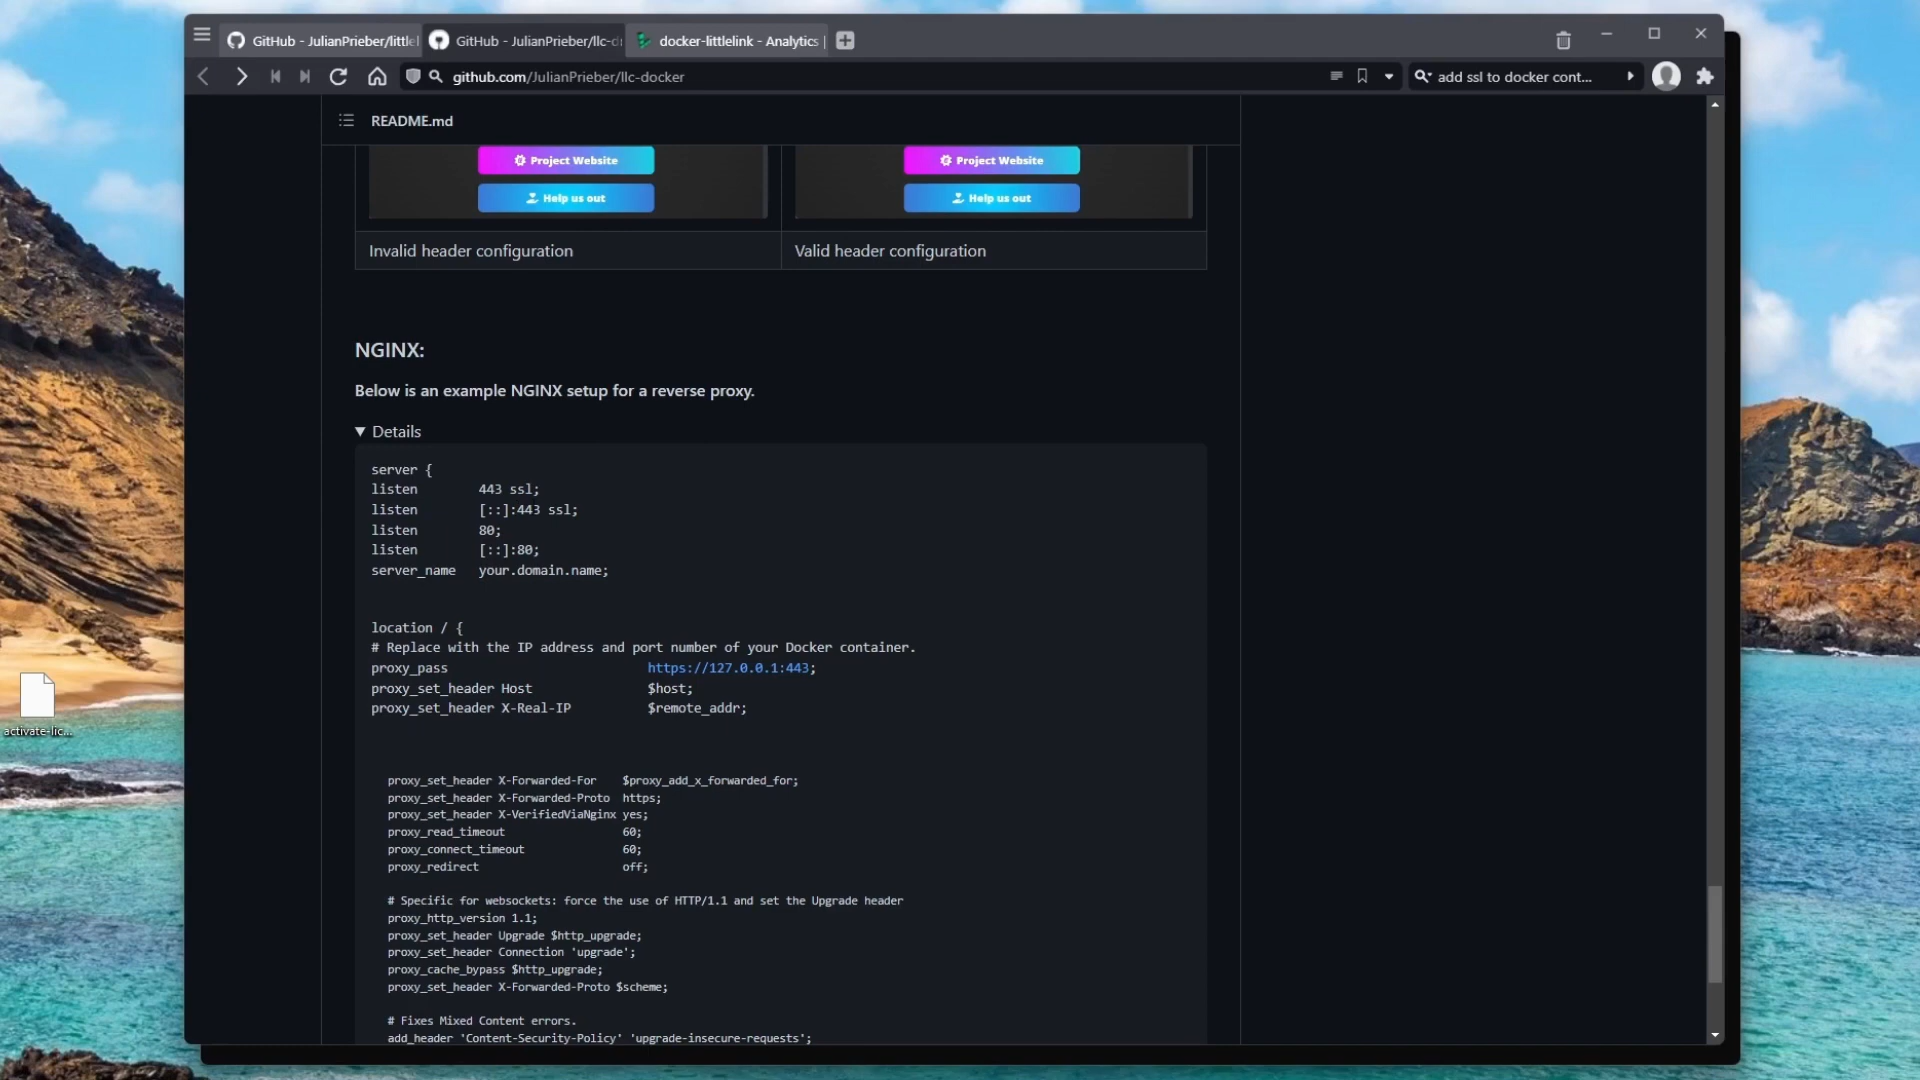 GitHub - JulianPrieber/little
GitHub - JulianPrieber/llc-d
docker-littlelink - Analytics |
github.com/JulianPrieber/llc-docker
add ssl to docker cont...
README.md
Project Website
Project Website
Help us out
Help us out
Invalid header configuration
Valid header configuration
NGINX:
Below is an example NGINX setup for a reverse proxy.
Details
server {
listen 443 ssl;
listen [::]:443 ssl;
listen 80;
listen [::]:80;
server_name your.domain.name;
location / {
# Replace with the IP address and port number of your Docker container.
proxy_pass https://127.0.0.1:443;
proxy_set_header Host $host;
proxy_set_header X-Real-IP $remote_addr;
proxy_set_header X-Forwarded-For $proxy_add_x_forwarded_for;
proxy_set_header X-Forwarded-Proto https;
proxy_set_header X-VerifiedViaNginx yes;
proxy_read_timeout 60;
proxy_connect_timeout 60;
proxy_redirect off;
# Specific for websockets: force the use of HTTP/1.1 and set the Upgrade header
proxy_http_version 1.1;
proxy_set_header Upgrade $http_upgrade;
proxy_set_header Connection 'upgrade';
proxy_cache_bypass $http_upgrade;
proxy_set_header X-Forwarded-Proto $scheme;
# Fixes Mixed Content errors.
add_header 'Content-Security-Policy' 'upgrade-insecure-requests';
activate-lic...